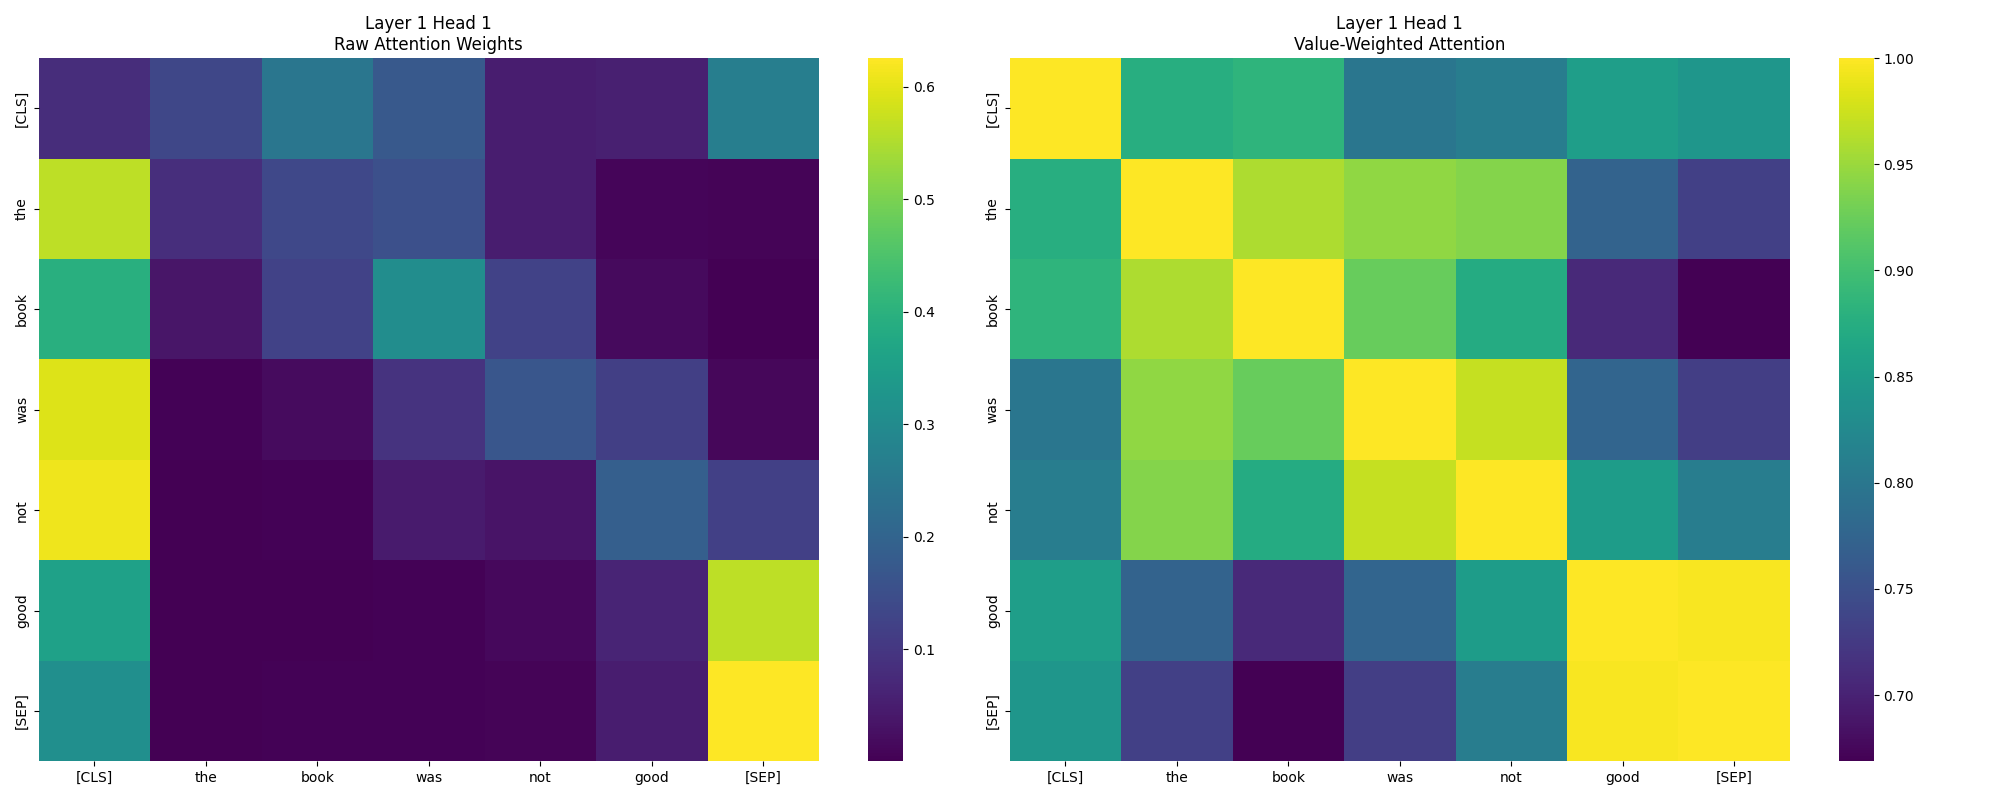 Layer 1 Head 1
Raw Attention Weights
[CLS]
the
book
was
not
good
[SEP]
[CLS] the book was not good [SEP]
0.6
0.5
0.4
0.3
0.2
0.1
Layer 1 Head 1
Value-Weighted Attention
[CLS]
the
book
was
not
good
[SEP]
[CLS] the book was not good [SEP]
1.00
0.95
0.90
0.85
0.80
0.75
0.70